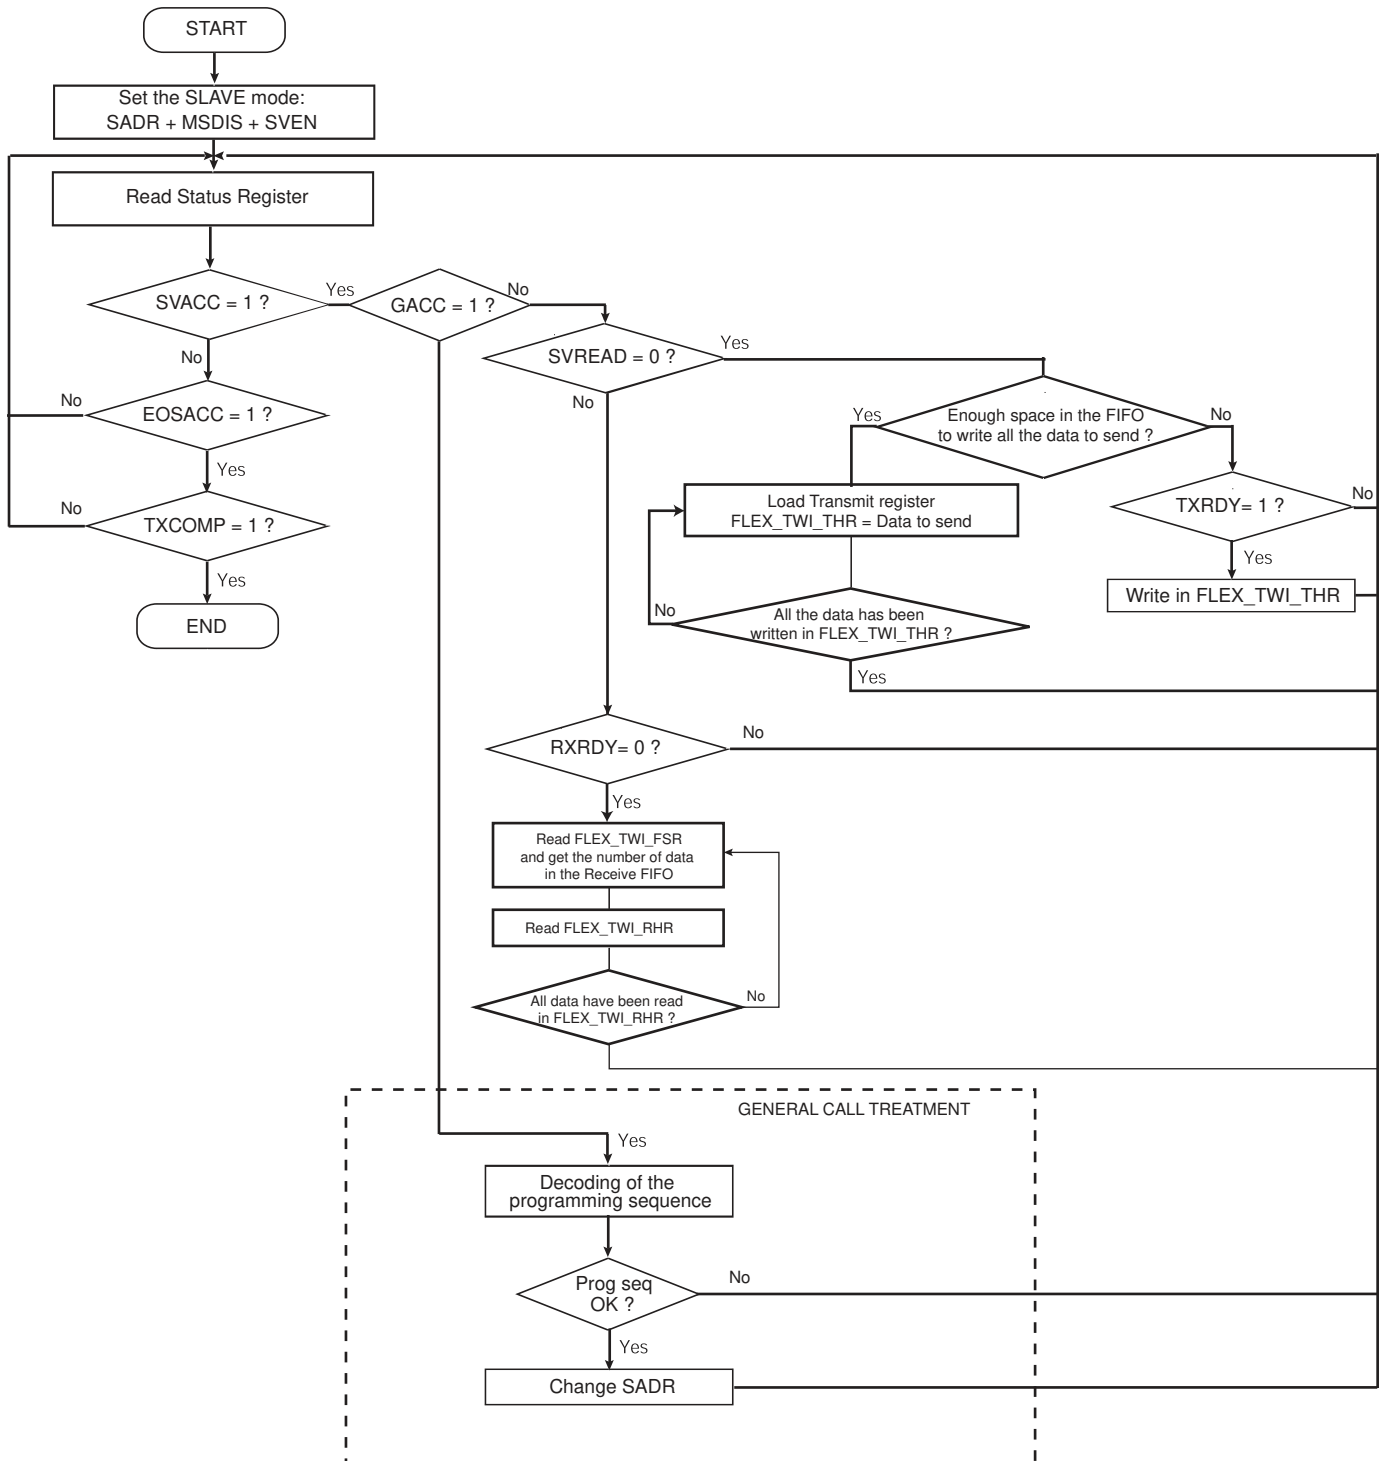 START
Set the SLAVE mode:
SADR + MSDIS + SVEN
Read Status Register
SVACC = 1 ?
Yes
GACC = 1 ?
No
SVREAD = 0 ?
Yes
No
EOSACC = 1 ?
No
Yes
TXCOMP = 1 ?
No
Yes
END
No
Enough space in the FIFO
to write all the data to send ?
Yes
No
Load Transmit register
FLEX_TWI_THR = Data to send
TXRDY= 1 ?
No
Yes
Write in FLEX_TWI_THR
All the data has been
written in FLEX_TWI_THR ?
No
Yes
RXRDY= 0 ?
No
Yes
Read FLEX_TWI_FSR
and get the number of data
in the Receive FIFO
Read FLEX_TWI_RHR
All data have been read
in FLEX_TWI_RHR ?
No
GENERAL CALL TREATMENT
Yes
Decoding of the
programming sequence
Prog seq
OK ?
No
Yes
Change SADR